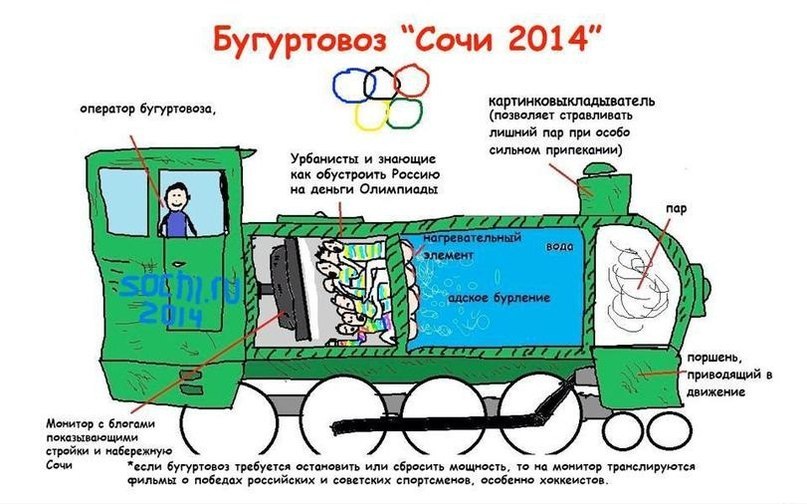 Бугуртовоз "Сочи 2014"
оператор бугуртовоза,
картинковыкладыватель
(позволяет стравливать
лишний пар при особо
сильном припекании)
Урбанисты и знающие
как обустроить Россию
на деньги Олимпиады
пар
нагревательный
элемент
вода
адское бурление
sochi.ru
2014
поршень,
приводящий в
движение
Монитор с блогами
показывающими
стройки и набережную
Сочи
*если бугуртовоз требуется остановить или сбросить мощность, то на монитор транслируются
фильмы о победах российских и советских спортсменов, особенно хоккеистов.